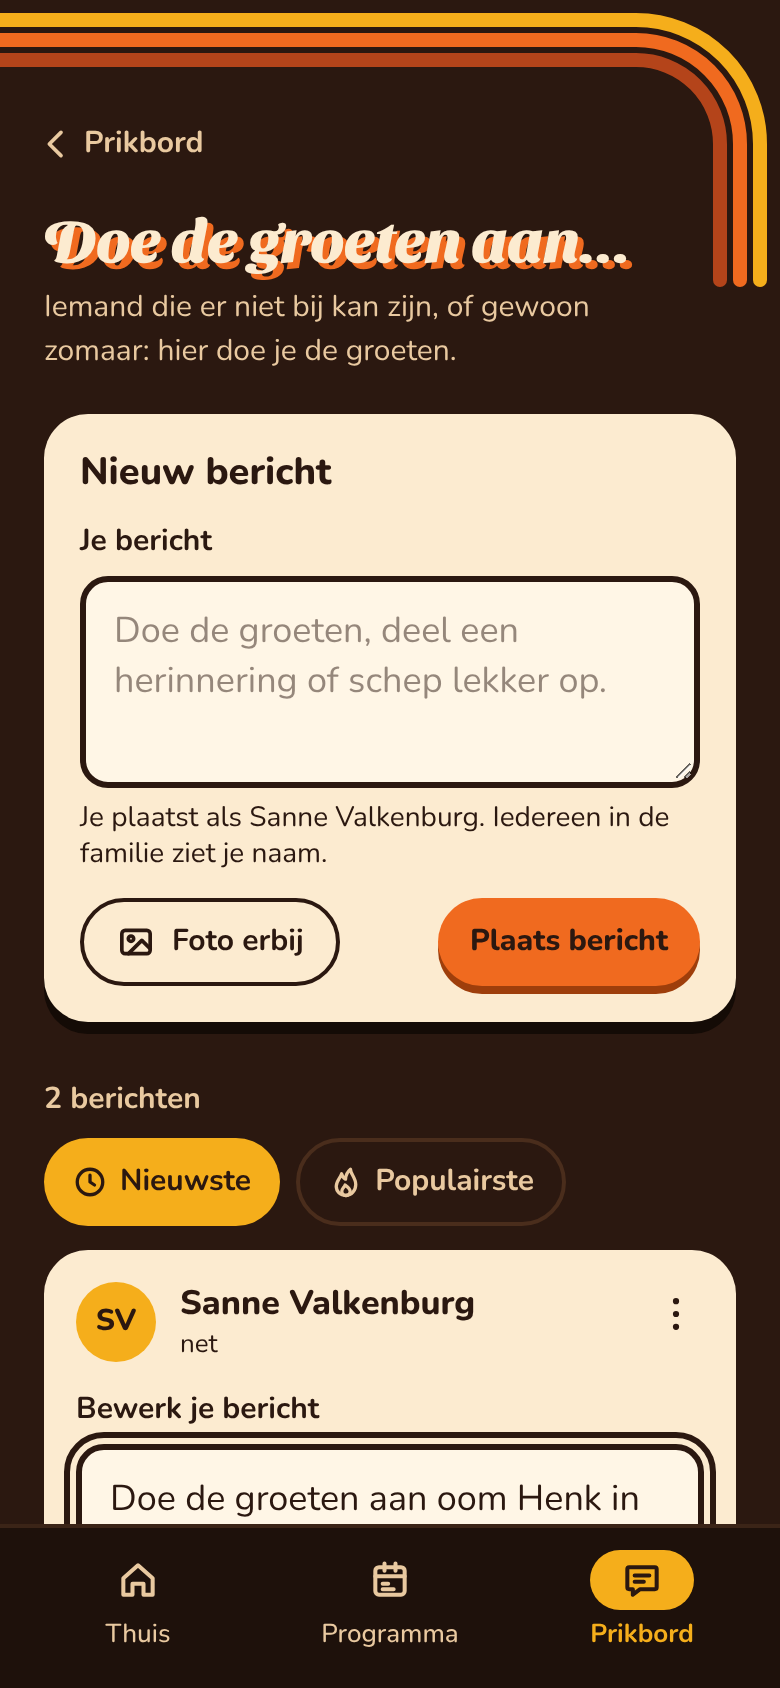 Prikbord
Doe de groeten aan...
Iemand die er niet bij kan zijn, of gewoon
zomaar: hier doe je de groeten.
Nieuw bericht
Je bericht
Doe de groeten, deel een
herinnering of schep lekker op.
Je plaatst als Sanne Valkenburg. Iedereen in de
familie ziet je naam.
Foto erbij
Plaats bericht
2 berichten
Nieuwste
Populairste
SV
Sanne Valkenburg
net
Bewerk je bericht
Doe de groeten aan oom Henk in
Thuis
Programma
Prikbord